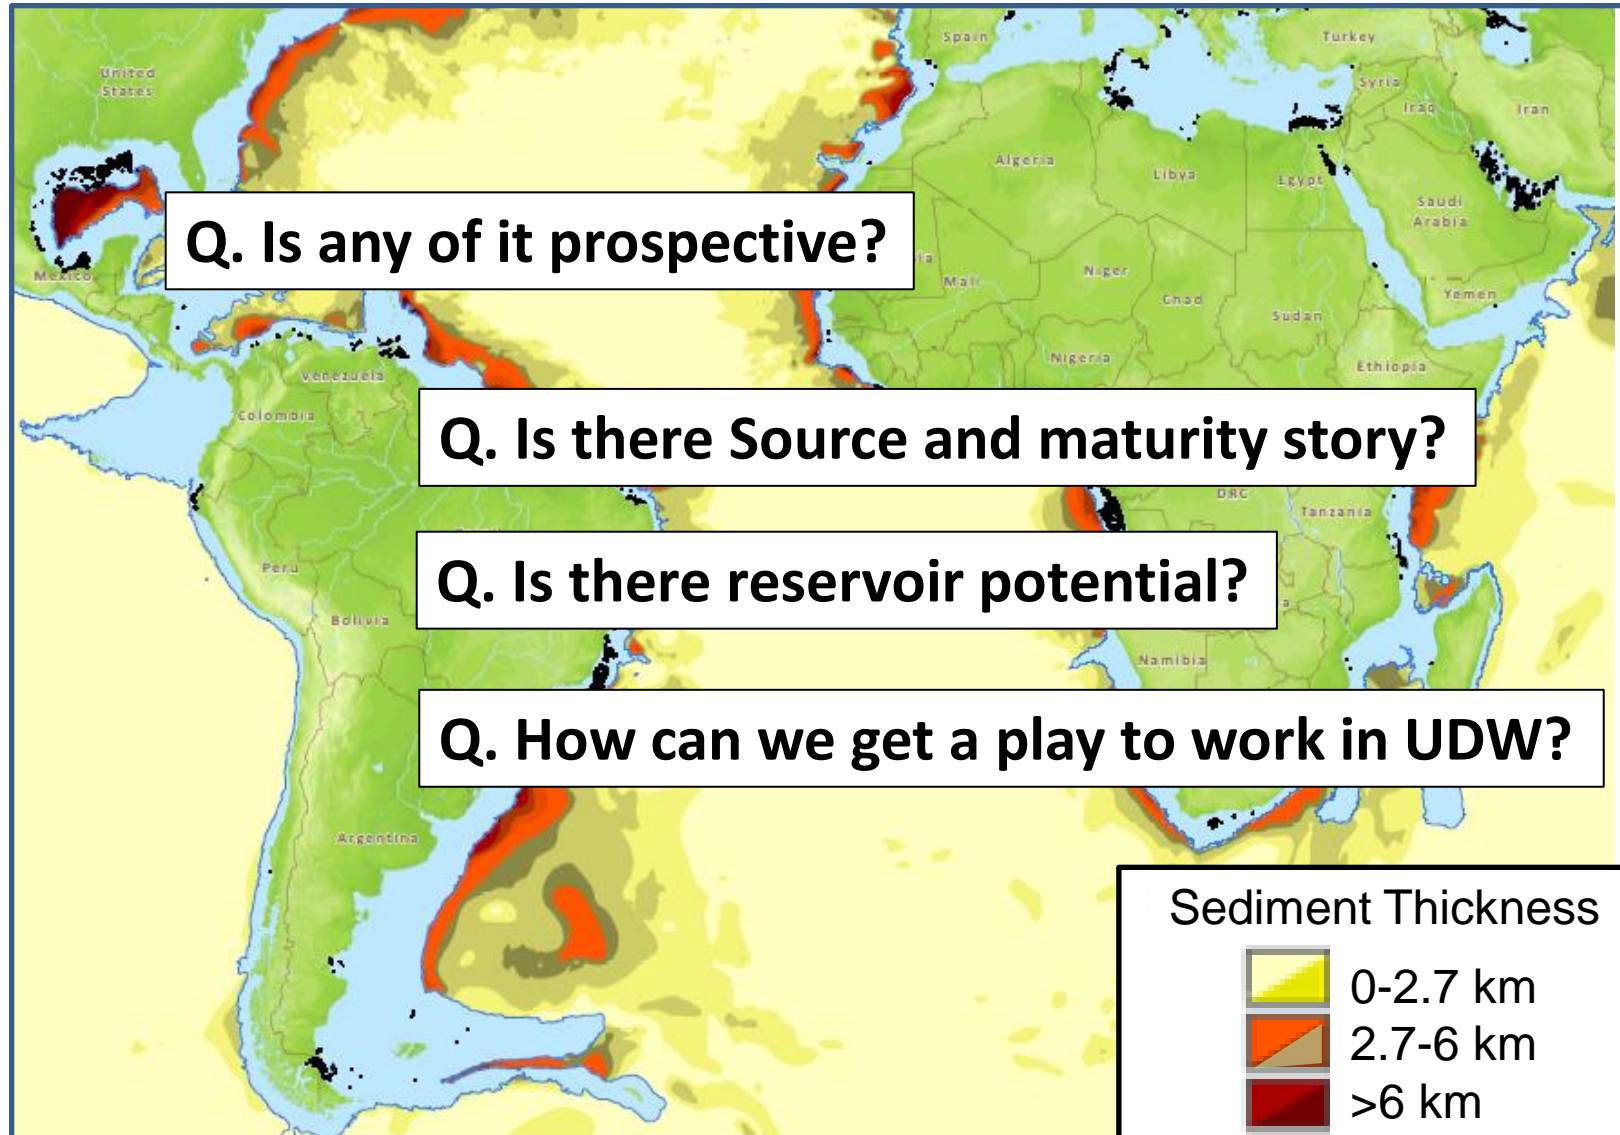 United
States
Spain
Turkey
Syria
Iraq
Iran
Algeria
Libya
Egypt
Saudi
Arabia
Mexico
Q. Is any of it prospective?
Mali
Niger
Chad
Sudan
Yemen
Venezuela
Colombia
Nigeria
Ethiopia
Q. Is there Source and maturity story?
DRC
Tanzania
Peru
Q. Is there reservoir potential?
Bolivia
Namibia
Q. How can we get a play to work in UDW?
Argentina
Sediment Thickness
0-2.7 km
2.7-6 km
>6 km